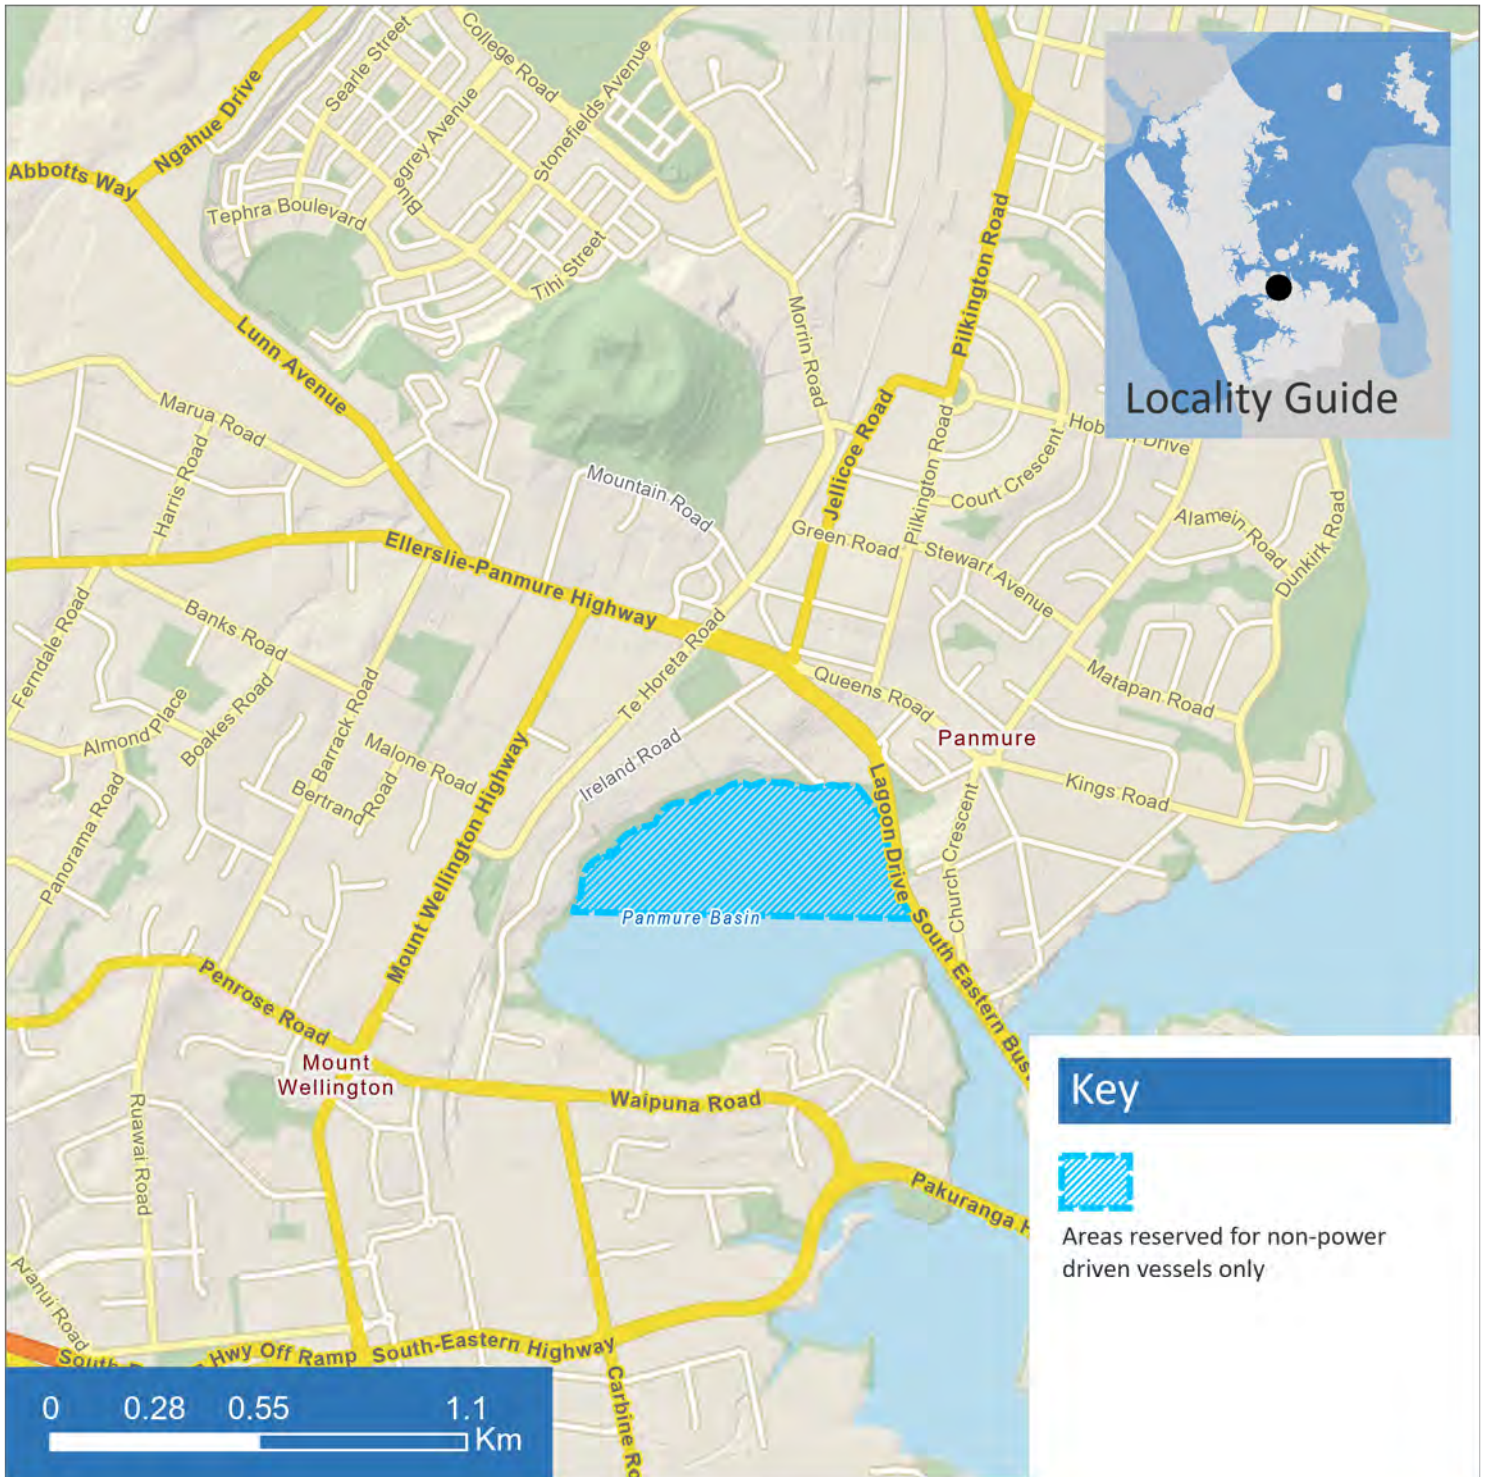 Searle Street
College Road
Stonefields Avenue
Ngahue Drive
Abbotts Way
Bluegrey Avenue
Tephra Boulevard
Tihi Street
Lunn Avenue
Morrin Road
Pilkington Road
Locality Guide
Marua Road
Harris Road
Jellicoe Road
Pilkington Road
Drive
Court Crescent
Mountain Road
Green Road
Stewart Avenue
Alamein Road
Dunkirk Road
Ellerslie-Panmure Highway
Ferndale Road
Banks Road
Te Horeta Road
Queens Road
Matapan Road
Almond Place
Boakes Road
Barrack Road
Malone Road
Bertrand Road
Ireland Road
Panmure
Kings Road
Panorama Road
Mount Wellington Highway
Lagoon Drive
Church Crescent
Panmure Basin
South Eastern Bus
Penrose Road
Mount
Wellington
Waipuna Road
Ruawai Road
Pakuranga H
Key
Areas reserved for non-power
driven vessels only
Aranui Road
South-
Hwy Off Ramp
South-Eastern Highway
Carbine Ro
0 0.28 0.55 1.1
Km